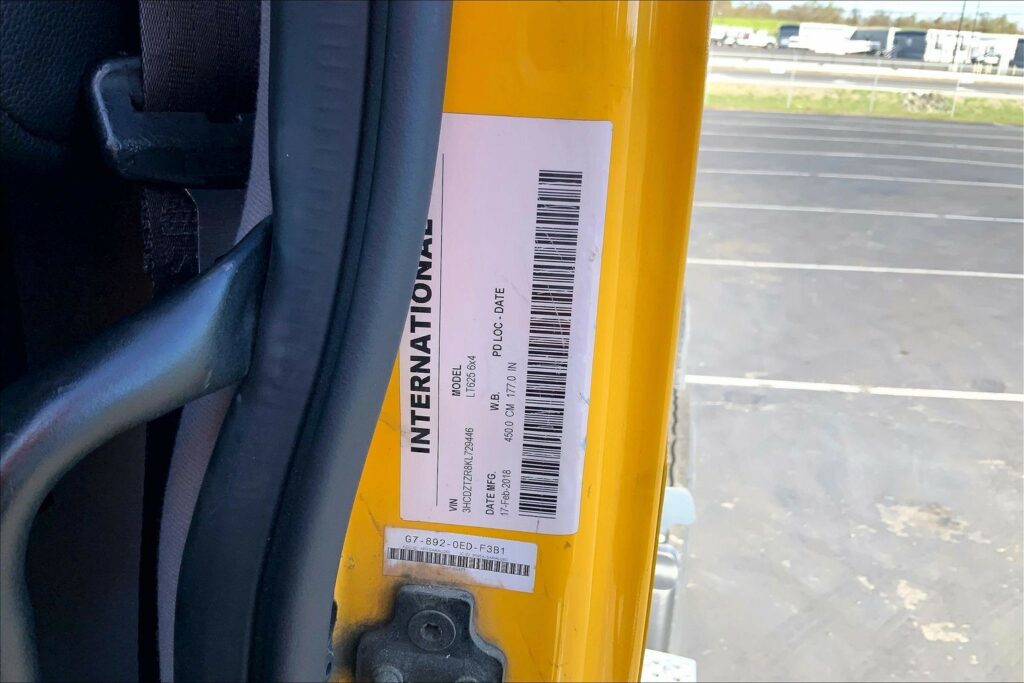 INTERNATIONAL
VIN MODEL
3HCDZTZR8KL729446 LT625 6x4
DATE MFG. W.B. PD LOC - DATE
17-Feb-2018 450.0 CM 177.0 IN
G7-892-0ED-F3B1